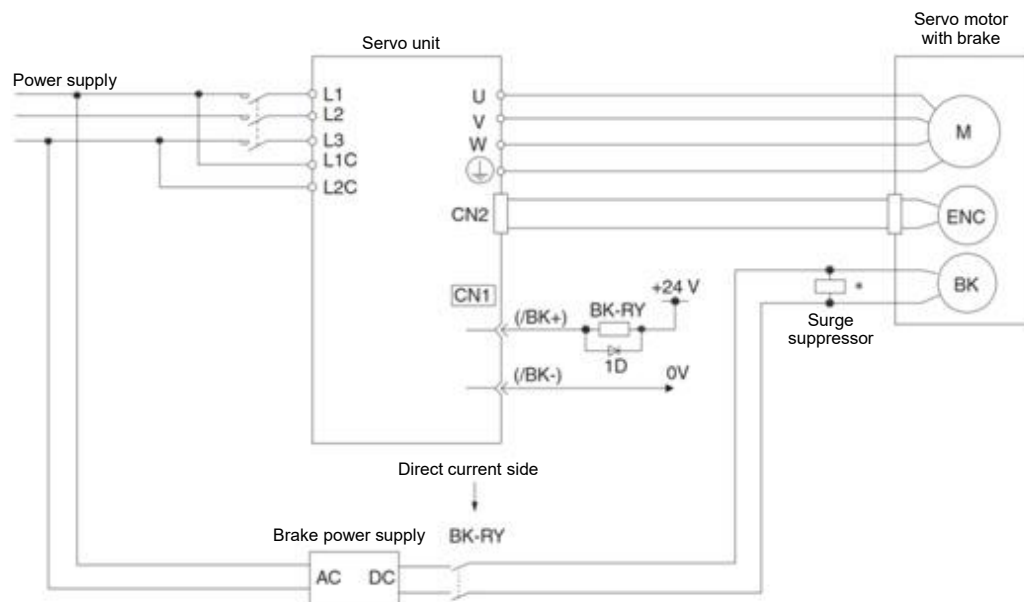 Servo motor
with brake
Servo unit
Power supply
L1
L2
L3
L1C
L2C
U
V
W
M
CN2
ENC
CN1
+24 V
BK
(/BK+)
BK-RY
*
Surge
suppressor
1D
(/BK-)
0V
Direct current side
Brake power supply
BK-RY
AC
DC